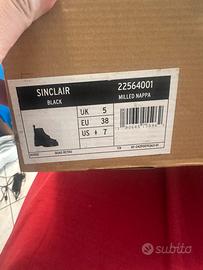 SINCLAIR
22564001
BLACK
MILLED NAPPA
UK 5
EU 38
US 7
subito